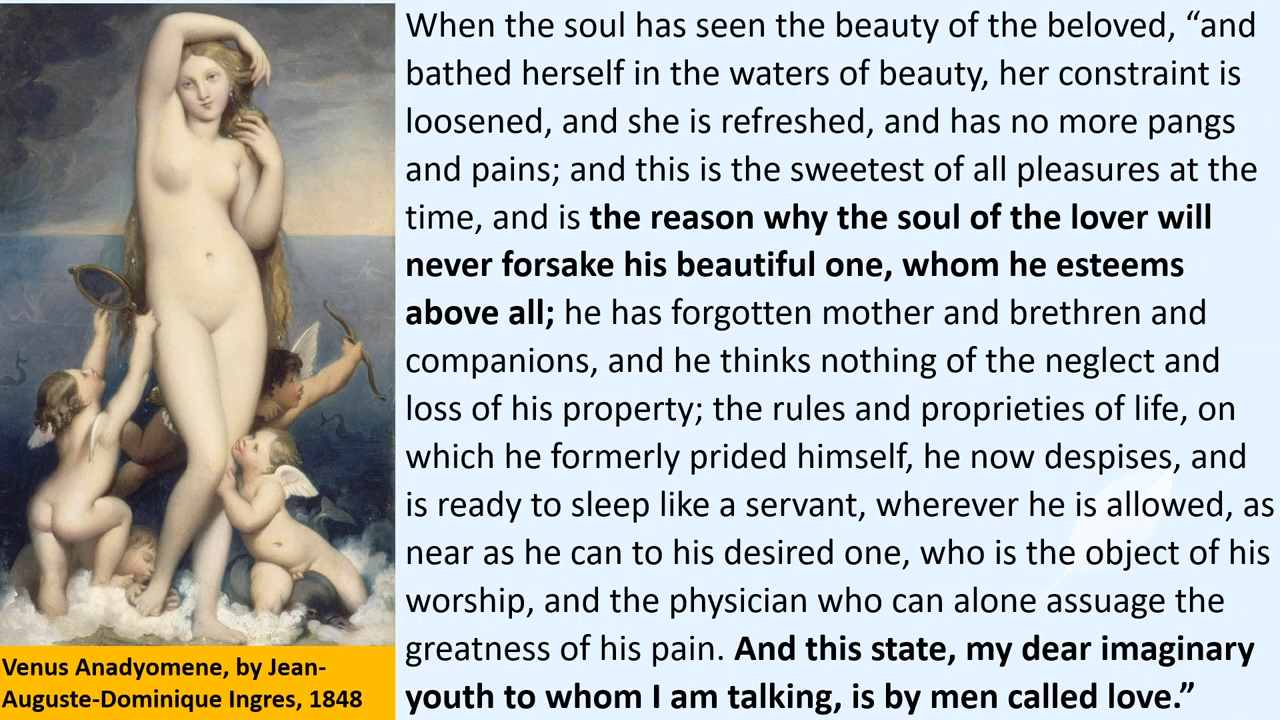 When the soul has seen the beauty of the beloved, “and
bathed herself in the waters of beauty, her constraint is
loosened, and she is refreshed, and has no more pangs
and pains; and this is the sweetest of all pleasures at the
time, and is the reason why the soul of the lover will
never forsake his beautiful one, whom he esteems
above all; he has forgotten mother and brethren and
companions, and he thinks nothing of the neglect and
loss of his property; the rules and proprieties of life, on
which he formerly prided himself, he now despises, and
is ready to sleep like a servant, wherever he is allowed, as
near as he can to his desired one, who is the object of his
worship, and the physician who can alone assuage the
greatness of his pain. And this state, my dear imaginary
youth to whom I am talking, is by men called love.”
Venus Anadyomene, by Jean-
Auguste-Dominique Ingres, 1848